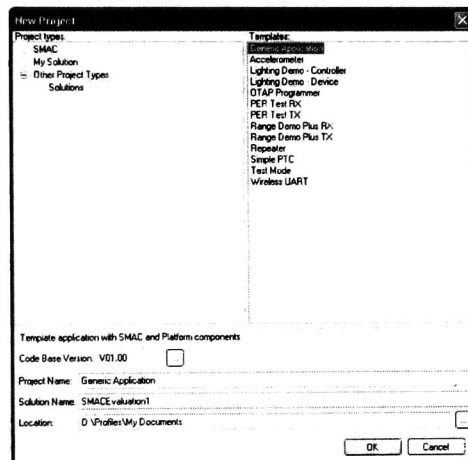 New Project
Project types:
SMAC
My Solution
Other Project Types
Solutions
Templates:
Generic Application
Accelerometer
Lighting Demo - Controller
Lighting Demo - Device
OTAP Programmer
PER Test RX
PER Test TX
Range Demo Plus RX
Range Demo Plus TX
Repeater
Simple PTC
Test Mode
Wireless UART
Template application with SMAC and Platform components
Code Base Version: V01.00 ...
Project Name: Generic Application
Solution Name: SMACEvaluation1
Location: D:\Profiles\My Documents ...
OK Cancel